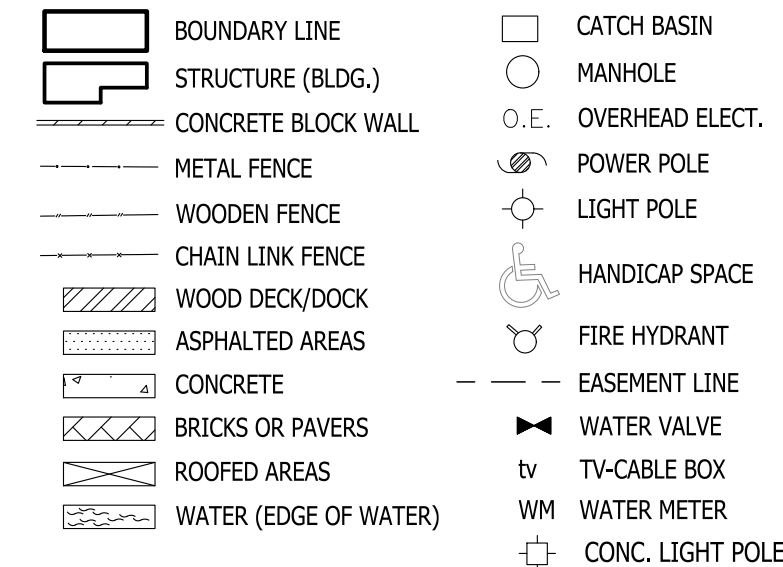 BOUNDARY LINE
STRUCTURE (BLDG.)
CONCRETE BLOCK WALL
METAL FENCE
WOODEN FENCE
CHAIN LINK FENCE
WOOD DECK/DOCK
ASPHALTED AREAS
CONCRETE
BRICKS OR PAVERS
ROOFED AREAS
WATER (EDGE OF WATER)
CATCH BASIN
MANHOLE
O.E. OVERHEAD ELECT.
POWER POLE
LIGHT POLE
HANDICAP SPACE
FIRE HYDRANT
EASEMENT LINE
WATER VALVE
tv TV-CABLE BOX
WM WATER METER
CONC. LIGHT POLE